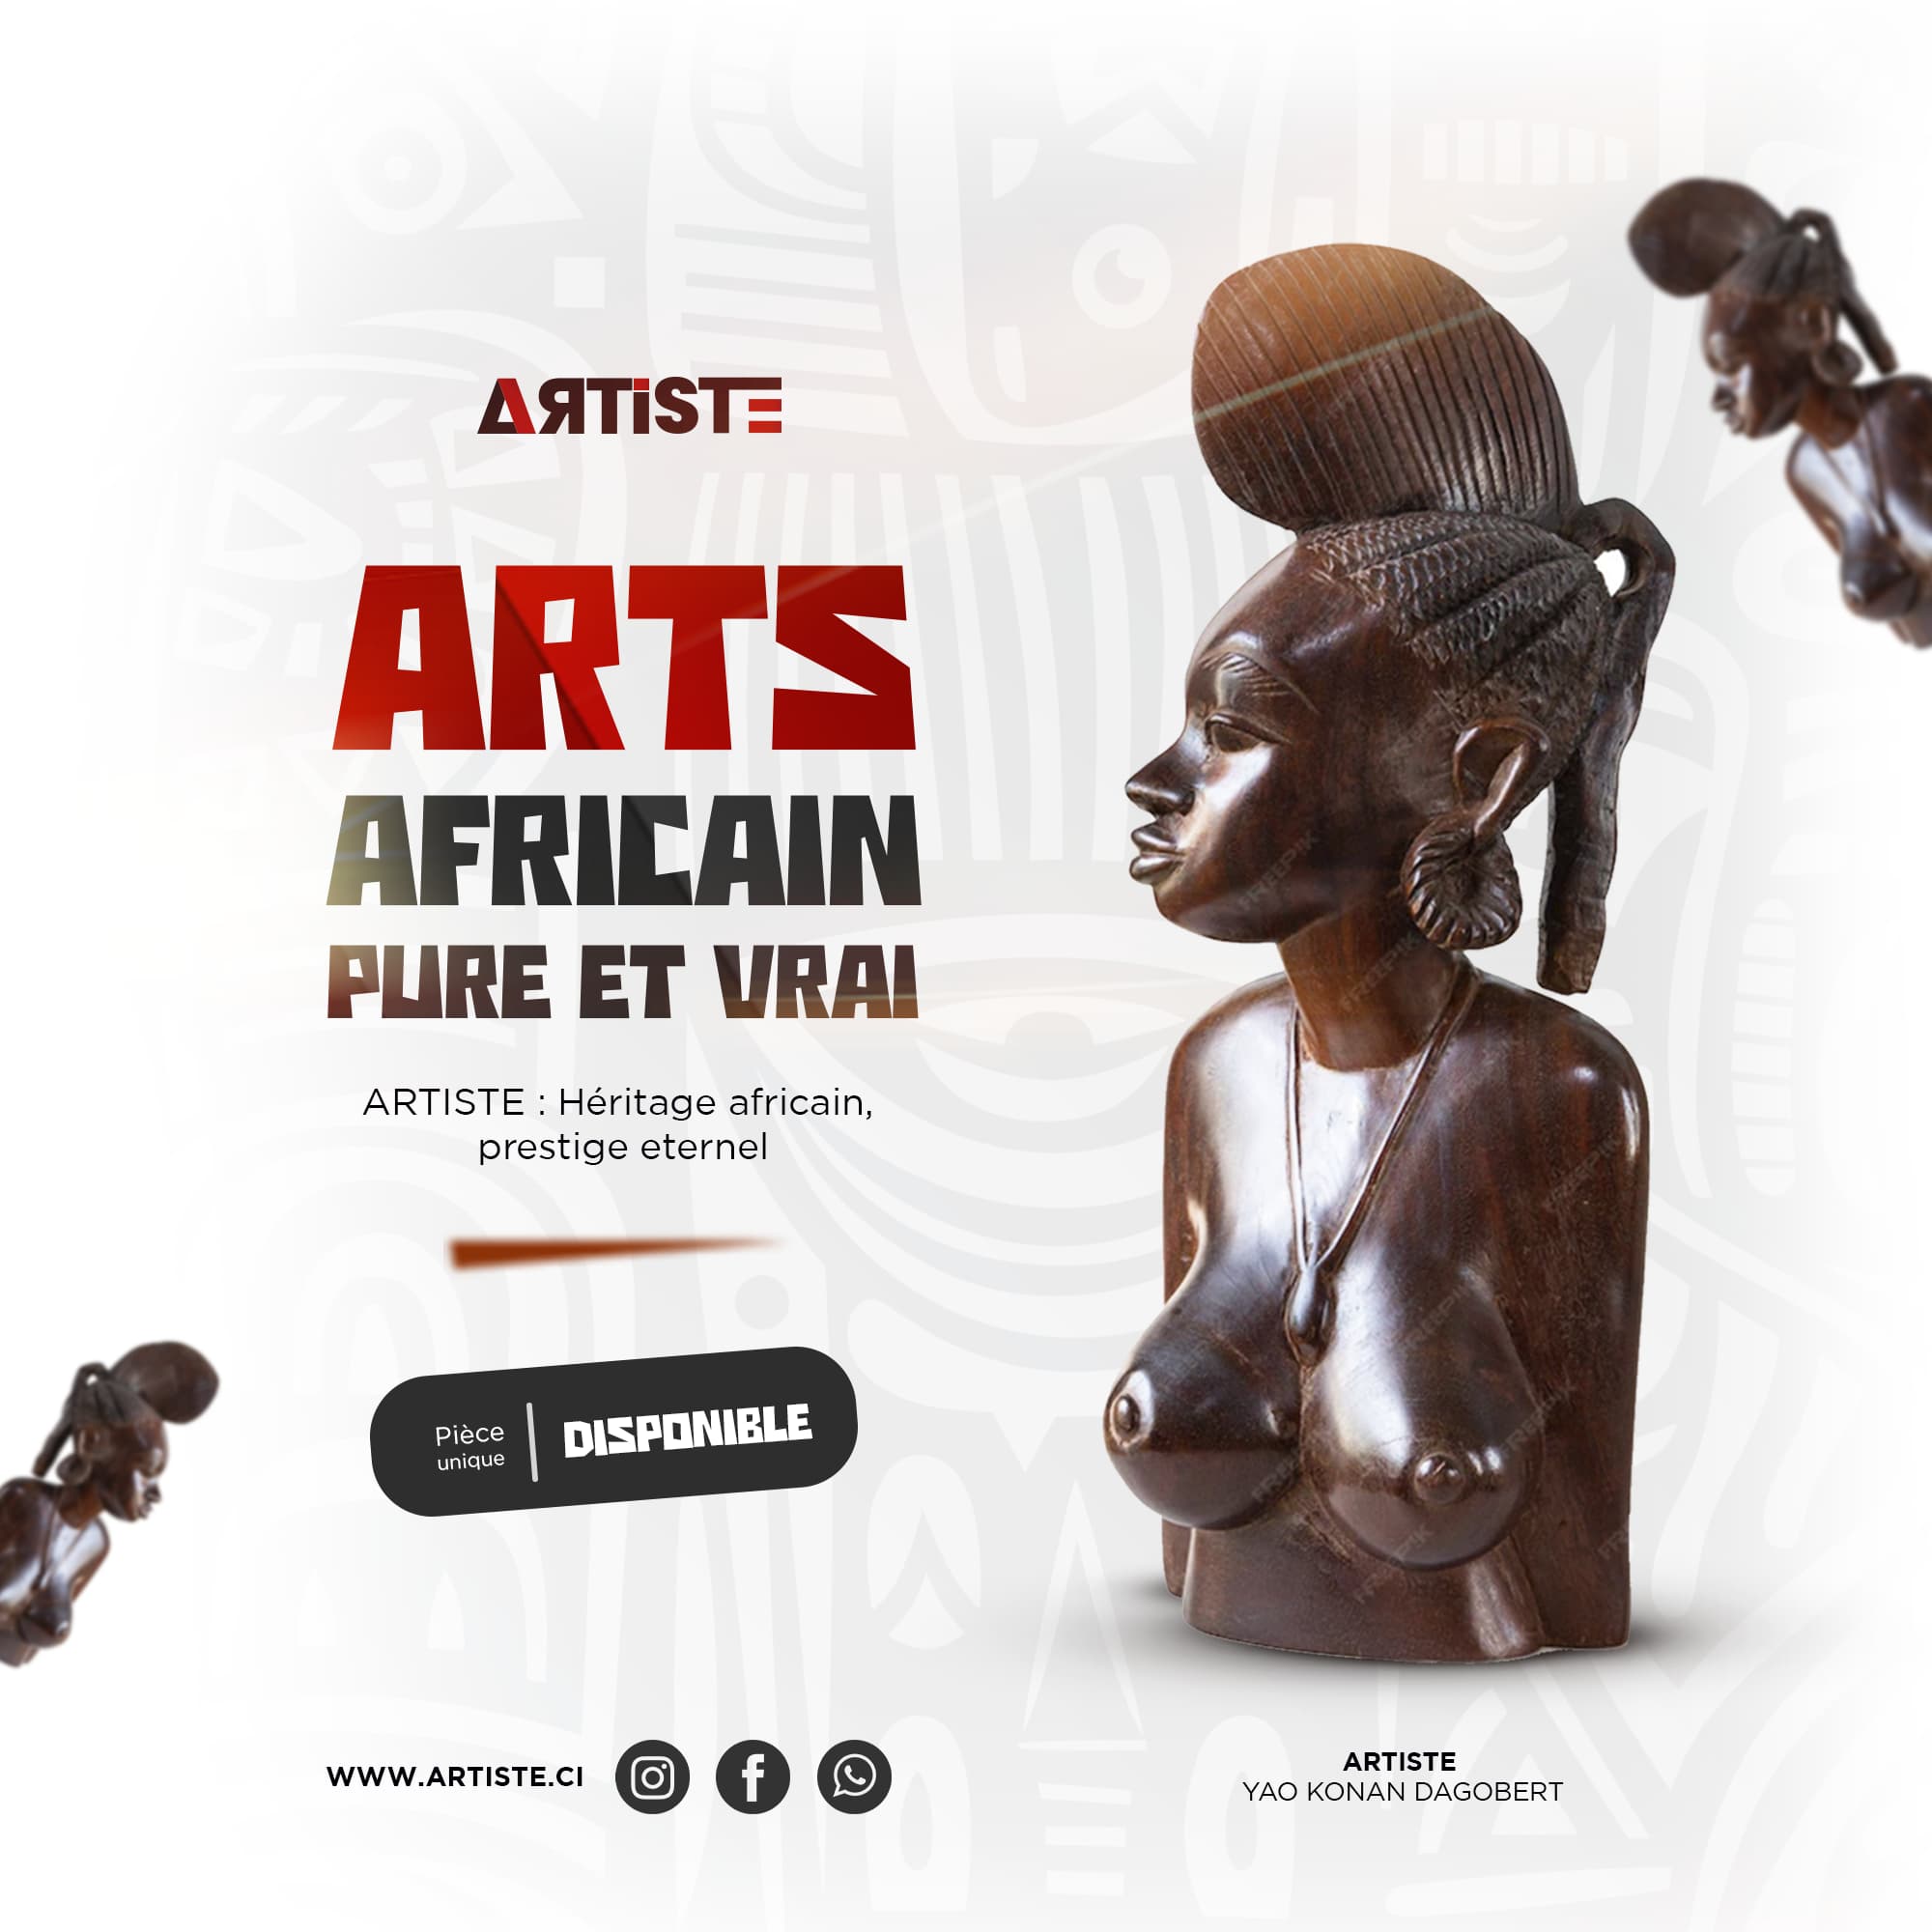 ARTiSTE
ARTS
AFRICAIN
PURE ET VRAI
ARTISTE : Héritage africain,
prestige eternel
Pièce
unique
DISPONIBLE
WWW.ARTISTE.CI
ARTISTE
YAO KONAN DAGOBERT